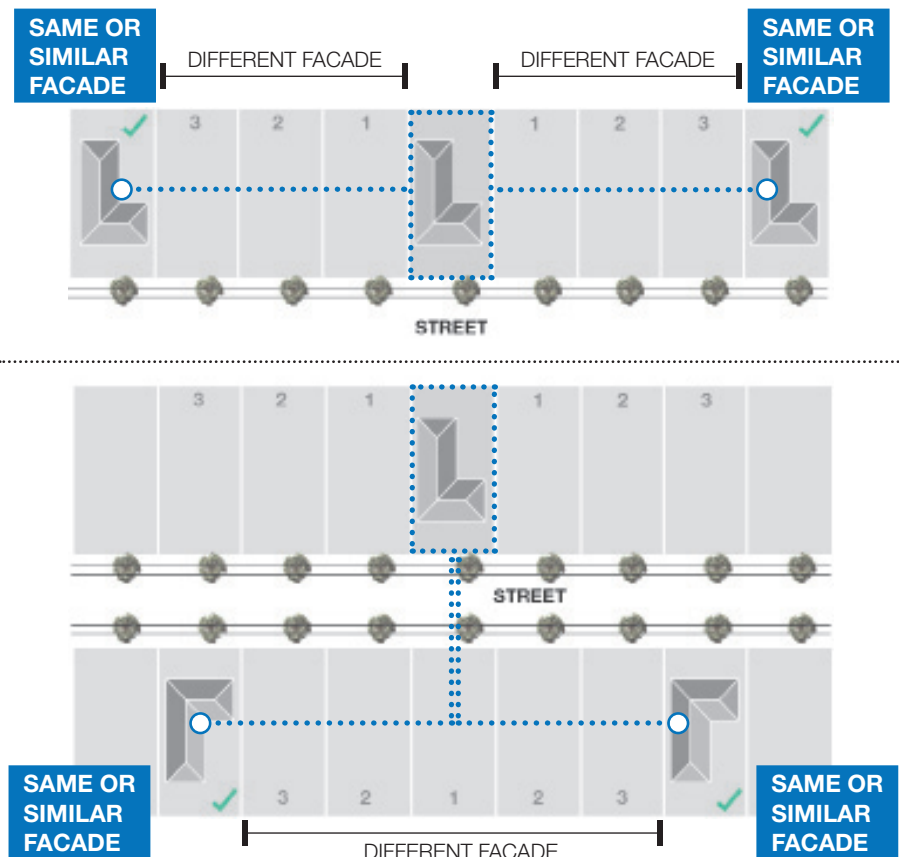 SAME OR
SIMILAR
FACADE
DIFFERENT FACADE
DIFFERENT FACADE
SAME OR
SIMILAR
FACADE
3 2 1 1 2 3
STREET
3 2 1 1 2 3
STREET
3 2 1 2 3
SAME OR
SIMILAR
FACADE
DIFFERENT FACADE
SAME OR
SIMILAR
FACADE